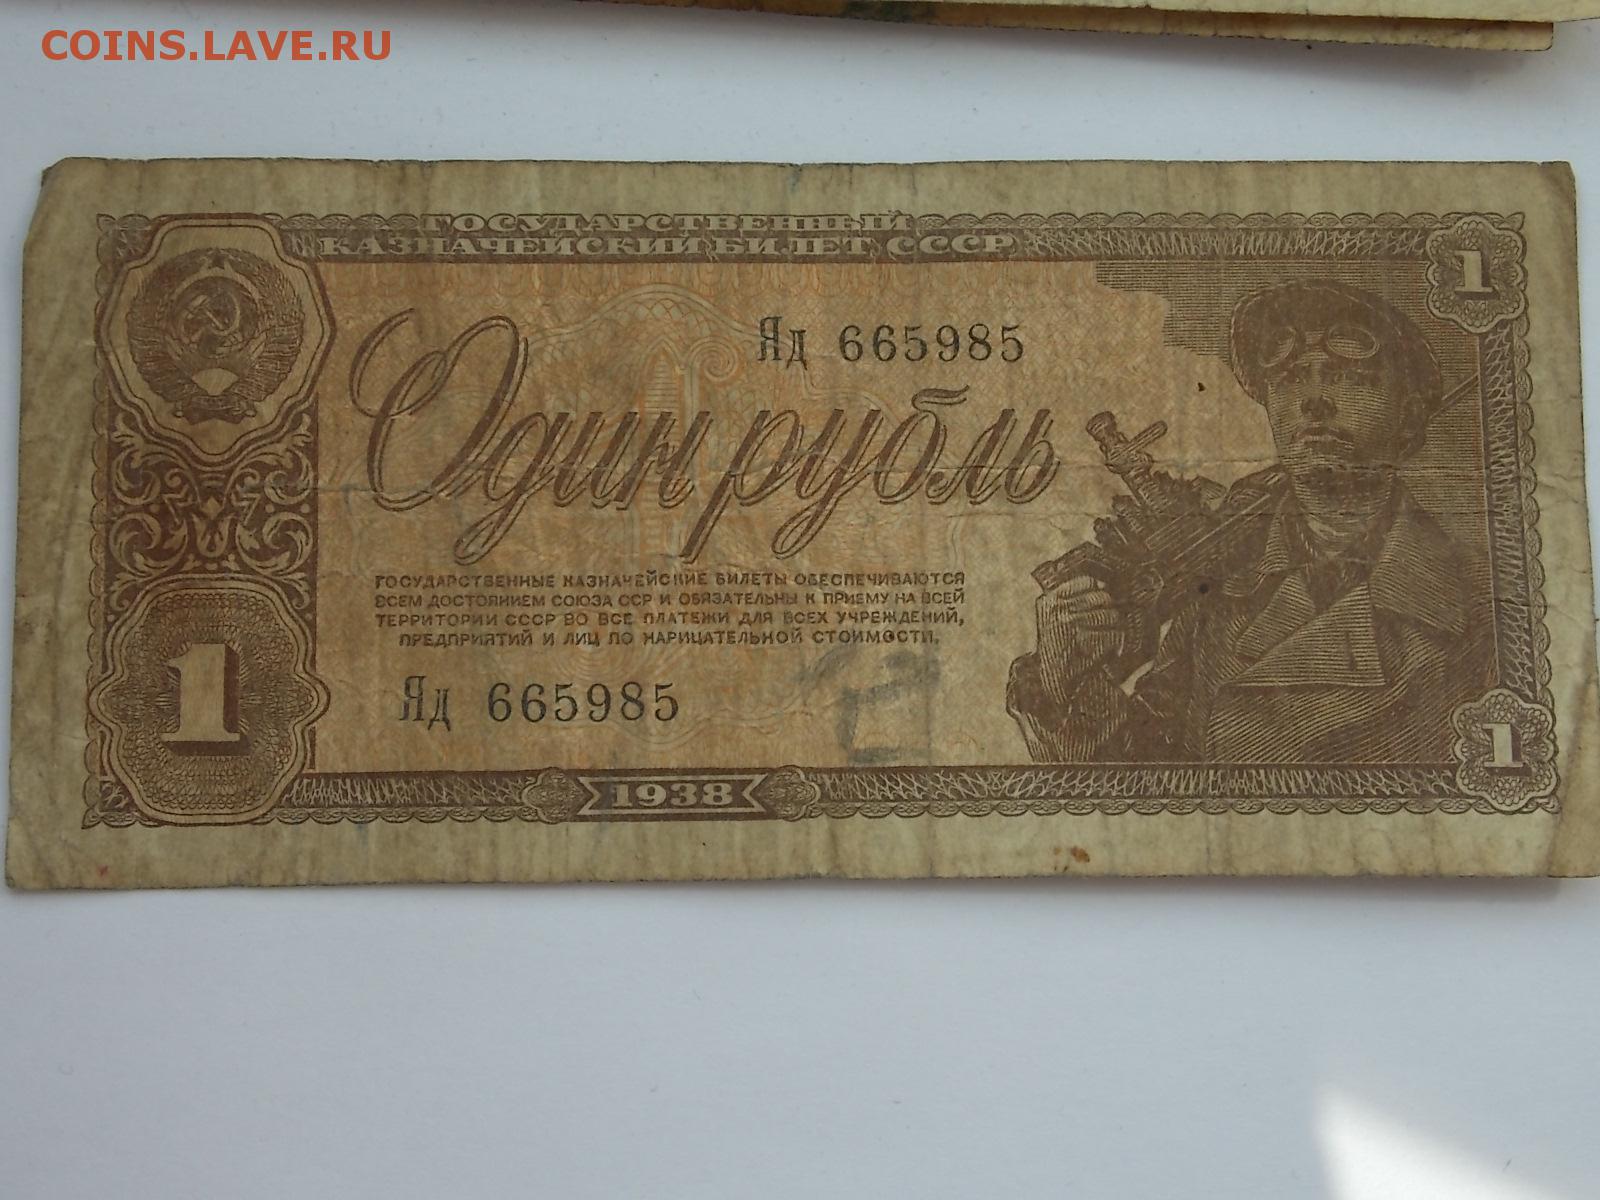 COINS.LAVE.RU
ГОСУДАРСТВЕННЫЙ
КАЗНАЧЕЙСКИЙ БИЛЕТ СССР
1
Яд 665985
Один рубль
ГОСУДАРСТВЕННЫЕ КАЗНАЧЕЙСКИЕ БИЛЕТЫ ОБЕСПЕЧИВАЮТСЯ
ВСЕМ ДОСТОЯНИЕМ СОЮЗА ССР И ОБЯЗАТЕЛЬНЫ К ПРИЕМУ НА ВСЕЙ
ТЕРРИТОРИИ СССР ВО ВСЕ ПЛАТЕЖИ ДЛЯ ВСЕХ УЧРЕЖДЕНИЙ,
ПРЕДПРИЯТИЙ И ЛИЦ ПО НАРИЦАТЕЛЬНОЙ СТОИМОСТИ.
1
Яд 665985
1
1938